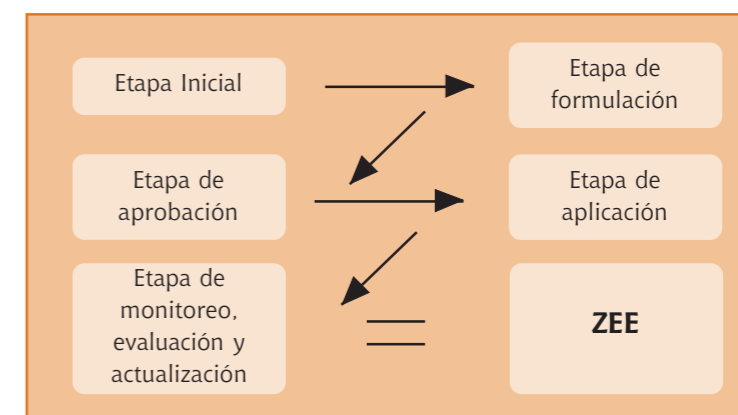 Etapa Inicial
Etapa de
formulación
Etapa de
aprobación
Etapa de
aplicación
Etapa de
monitoreo,
evaluación y
actualización
ZEE